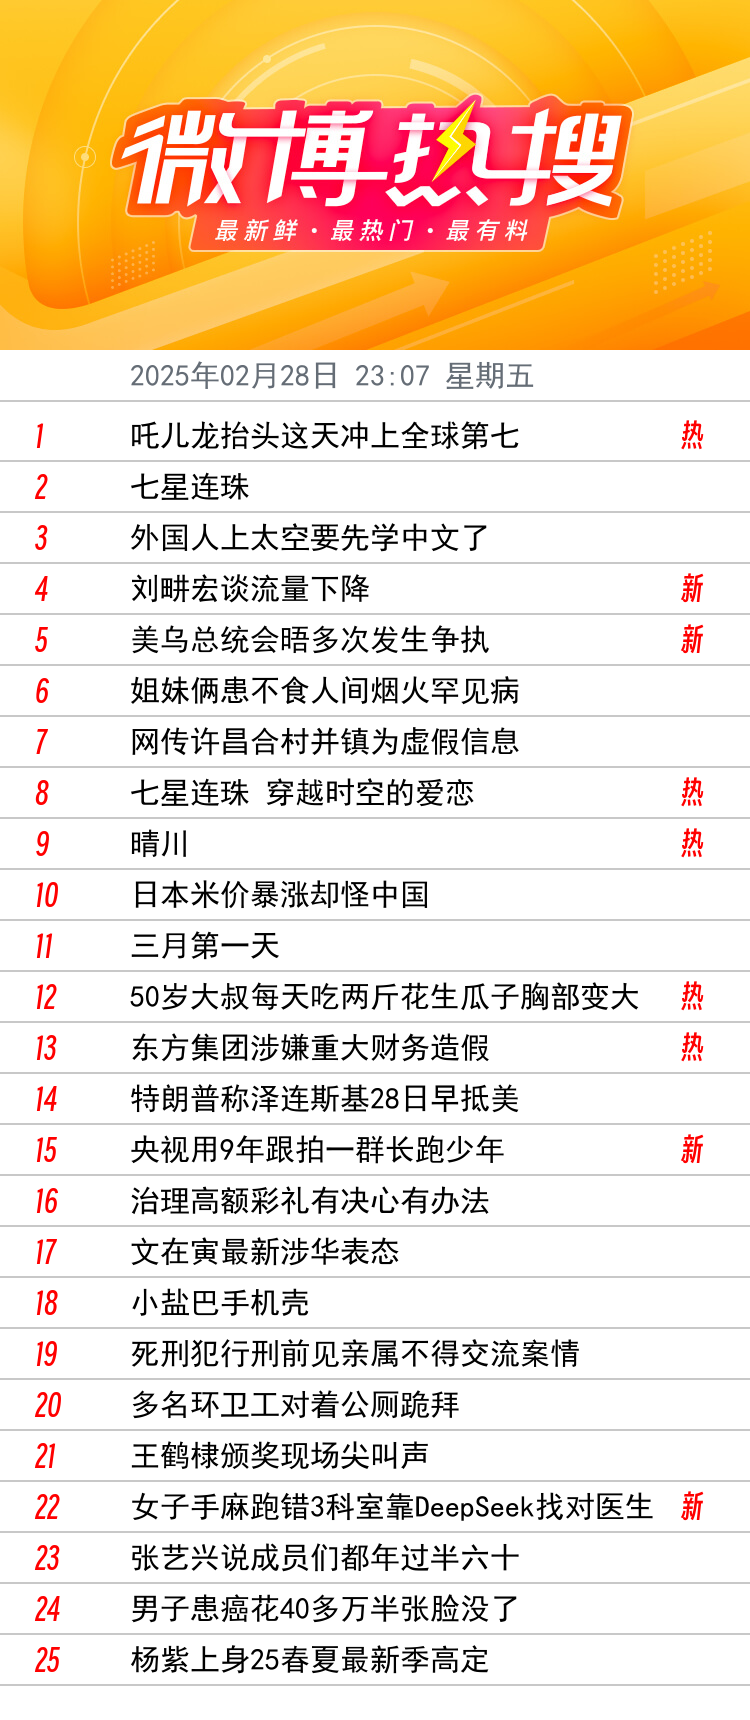 微博热搜
最新鲜·最热门·最有料
2025年02月28日 23:07 星期五
1 吒儿龙抬头这天冲上全球第七 热
2 七星连珠
3 外国人上太空要先学中文了
4 刘畊宏谈流量下降 新
5 美乌总统会晤多次发生争执 新
6 姐妹俩患不食人间烟火罕见病
7 网传许昌合村并镇为虚假信息
8 七星连珠 穿越时空的爱恋 热
9 晴川 热
10 日本米价暴涨却怪中国
11 三月第一天
12 50岁大叔每天吃两斤花生瓜子胸部变大 热
13 东方集团涉嫌重大财务造假 热
14 特朗普称泽连斯基28日早抵美
15 央视用9年跟拍一群长跑少年 新
16 治理高额彩礼有决心有办法
17 文在寅最新涉华表态
18 小盐巴手机壳
19 死刑犯行刑前见亲属不得交流案情
20 多名环卫工对着公厕跪拜
21 王鹤棣颁奖现场尖叫声
22 女子手麻跑错3科室靠DeepSeek找对医生 新
23 张艺兴说成员们都年过半六十
24 男子患癌花40多万半张脸没了
25 杨紫上身25春夏最新季高定